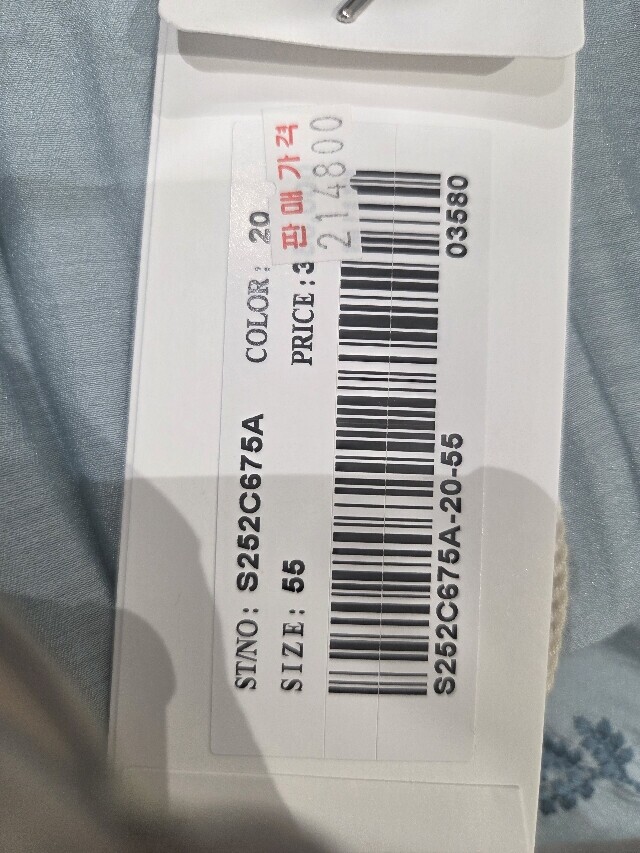 ST/NO: S252C675A
COLOR: 20
SIZE: 55
PRICE: 3
판매가격
214800
S252C675A-20-55
03580